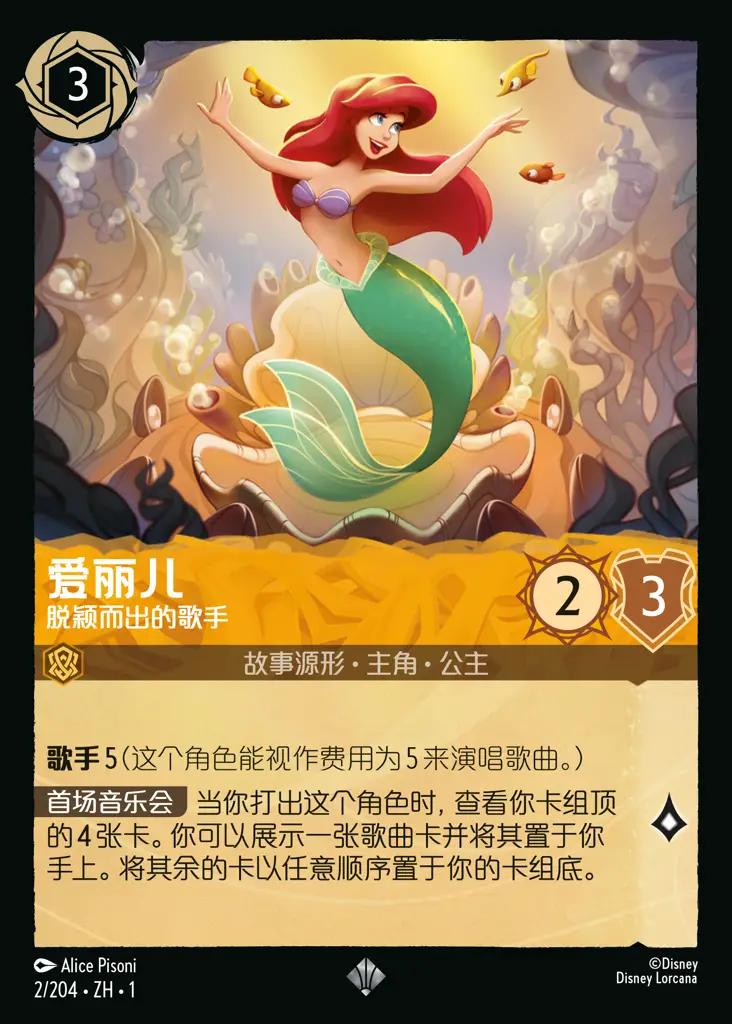 3
爱丽儿
脱颖而出的歌手
2
3
故事源形·主角·公主
歌手5(这个角色能视作费用为5来演唱歌曲。)
首场音乐会 当你打出这个角色时, 查看你卡组顶
的4张卡。你可以展示一张歌曲卡并将其置于你
手上。将其余的卡以任意顺序置于你的卡组底。
Alice Pisoni
2/204 • ZH • 1
©Disney
Disney Lorcana